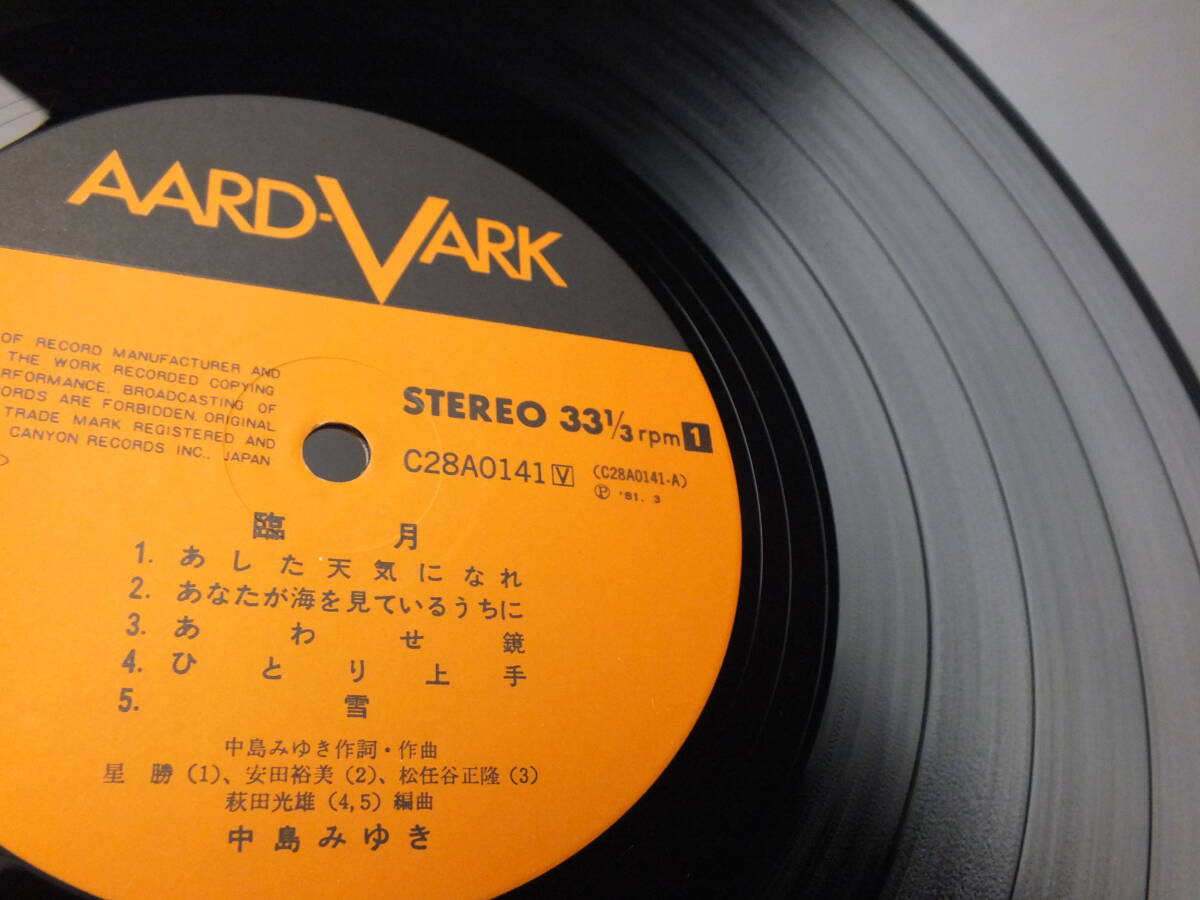 AARD-VARK
OF RECORD MANUFACTURER AND
THE WORK RECORDED COPYING
PERFORMANCE. BROADCASTING OF
RECORDS ARE FORBIDDEN ORIGINAL
TRADE MARK REGISTERED AND
CANYON RECORDS INC., JAPAN
STEREO 33⅓rpm 1
C28A0141 V (C28A0141-A)
Ⓟ '81. 3
臨月
1. あした天気になれ
2. あなたが海を見ているうちに
3. あわせ鏡
4. ひとり上手
5. 雪
中島みゆき作詞・作曲
星 勝(1)、安田裕美(2)、松任谷正隆(3)
萩田光雄(4,5)編曲
中島みゆき